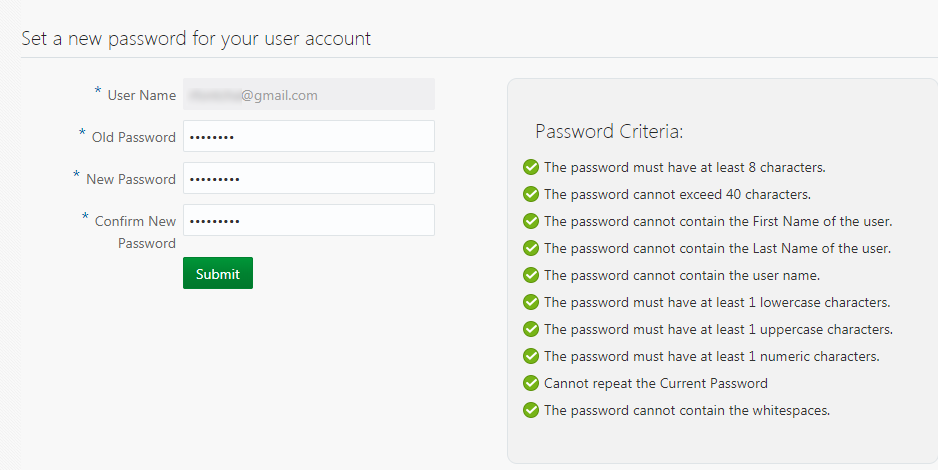 Set a new password for your user account
* User Name @gmail.com
* Old Password ••••••••
* New Password •••••••••
* Confirm New
Password •••••••••
Submit
Password Criteria:
The password must have at least 8 characters.
The password cannot exceed 40 characters.
The password cannot contain the First Name of the user.
The password cannot contain the Last Name of the user.
The password cannot contain the user name.
The password must have at least 1 lowercase characters.
The password must have at least 1 uppercase characters.
The password must have at least 1 numeric characters.
Cannot repeat the Current Password
The password cannot contain the whitespaces.